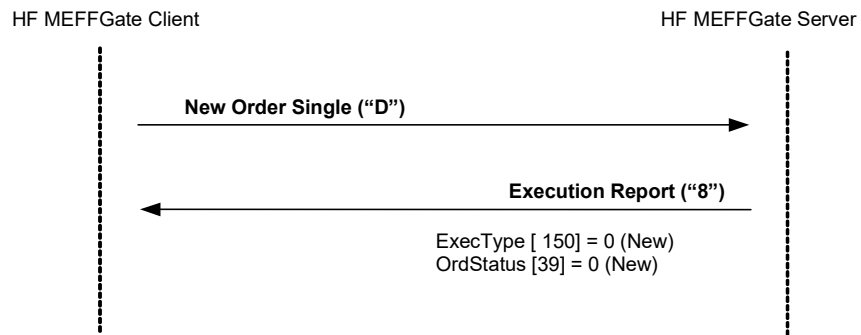 HF MEFFGate Client
HF MEFFGate Server
New Order Single (“D”)
Execution Report (“8”)
ExecType [ 150] = 0 (New)
OrdStatus [39] = 0 (New)